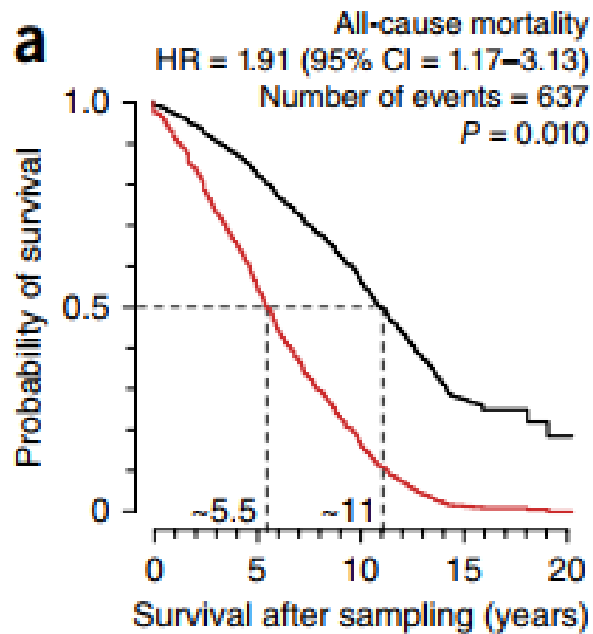 a
All-cause mortality
HR = 1.91 (95% CI = 1.17–3.13)
Number of events = 637
P = 0.010
Probability of survival
1.0
0.5
0
~5.5
~11
0 5 10 15 20
Survival after sampling (years)